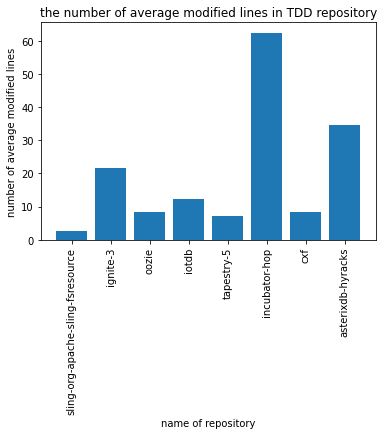 the number of average modified lines in TDD repository
number of average modified lines
60
50
40
30
20
10
0
sling-org-apache-sling-fsresource
ignite-3
oozie
iotdb
tapestry-5
incubator-hop
cxf
asterixdb-hyracks
name of repository